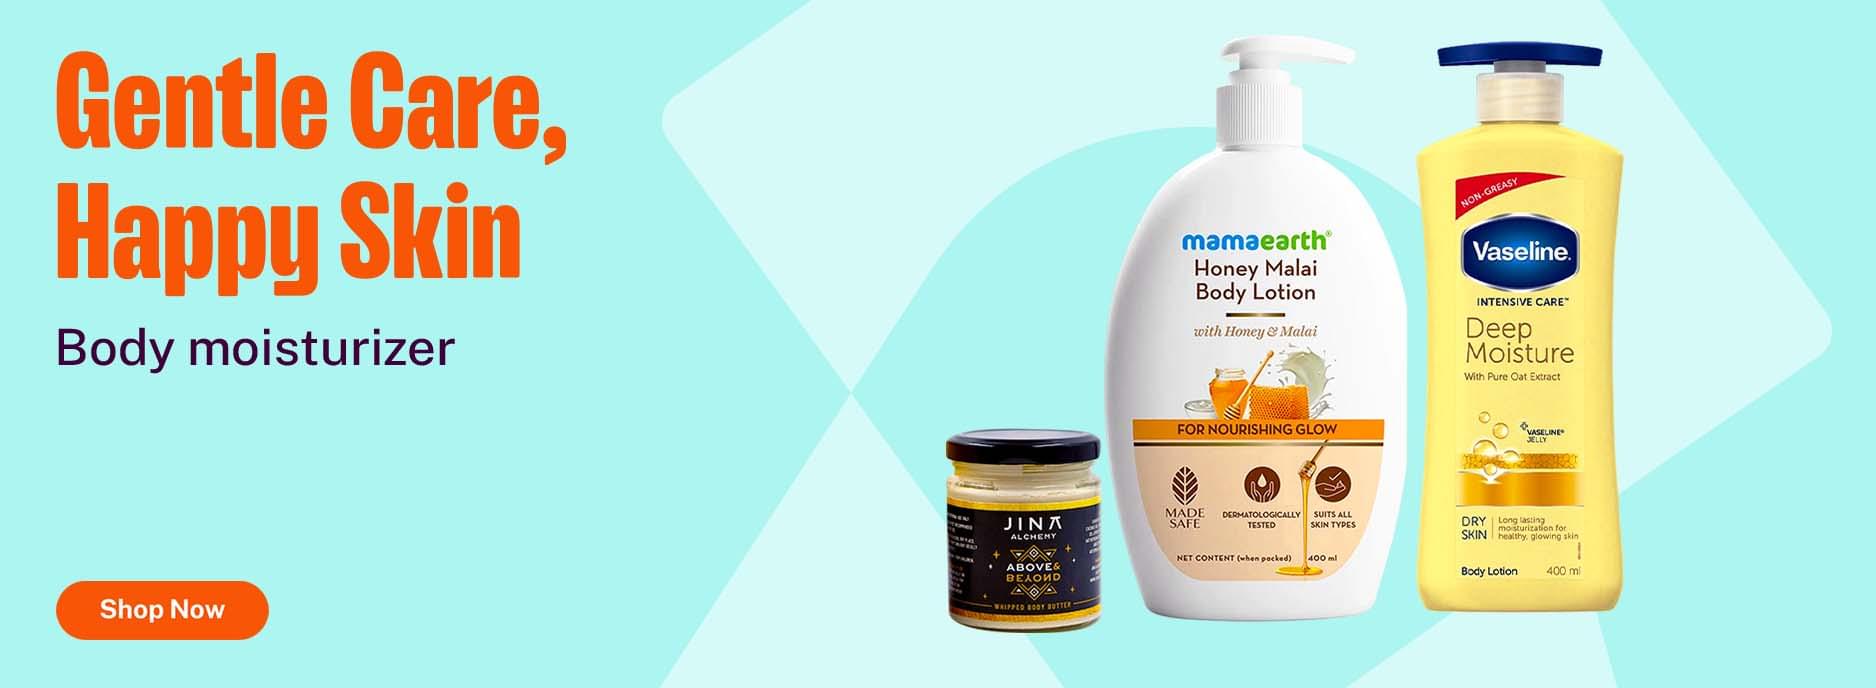 Gentle Care,
Happy Skin
Body moisturizer
Shop Now
JINA
ALCHEMY
ABOVE&
BEYOND
WHIPPED BODY BUTTER
mamaearth®
Honey Malai
Body Lotion
with Honey & Malai
FOR NOURISHING GLOW
MADE
SAFE
DERMATOLOGICALLY
TESTED
SUITS ALL
SKIN TYPES
NET CONTENT (when packed) 400 ml
NON-GREASY
Vaseline.
INTENSIVE CARE™
Deep
Moisture
With Pure Oat Extract
VASELINE®
JELLY
DRY
SKIN
Long lasting
moisturization for
healthy, glowing skin
Body Lotion 400 ml